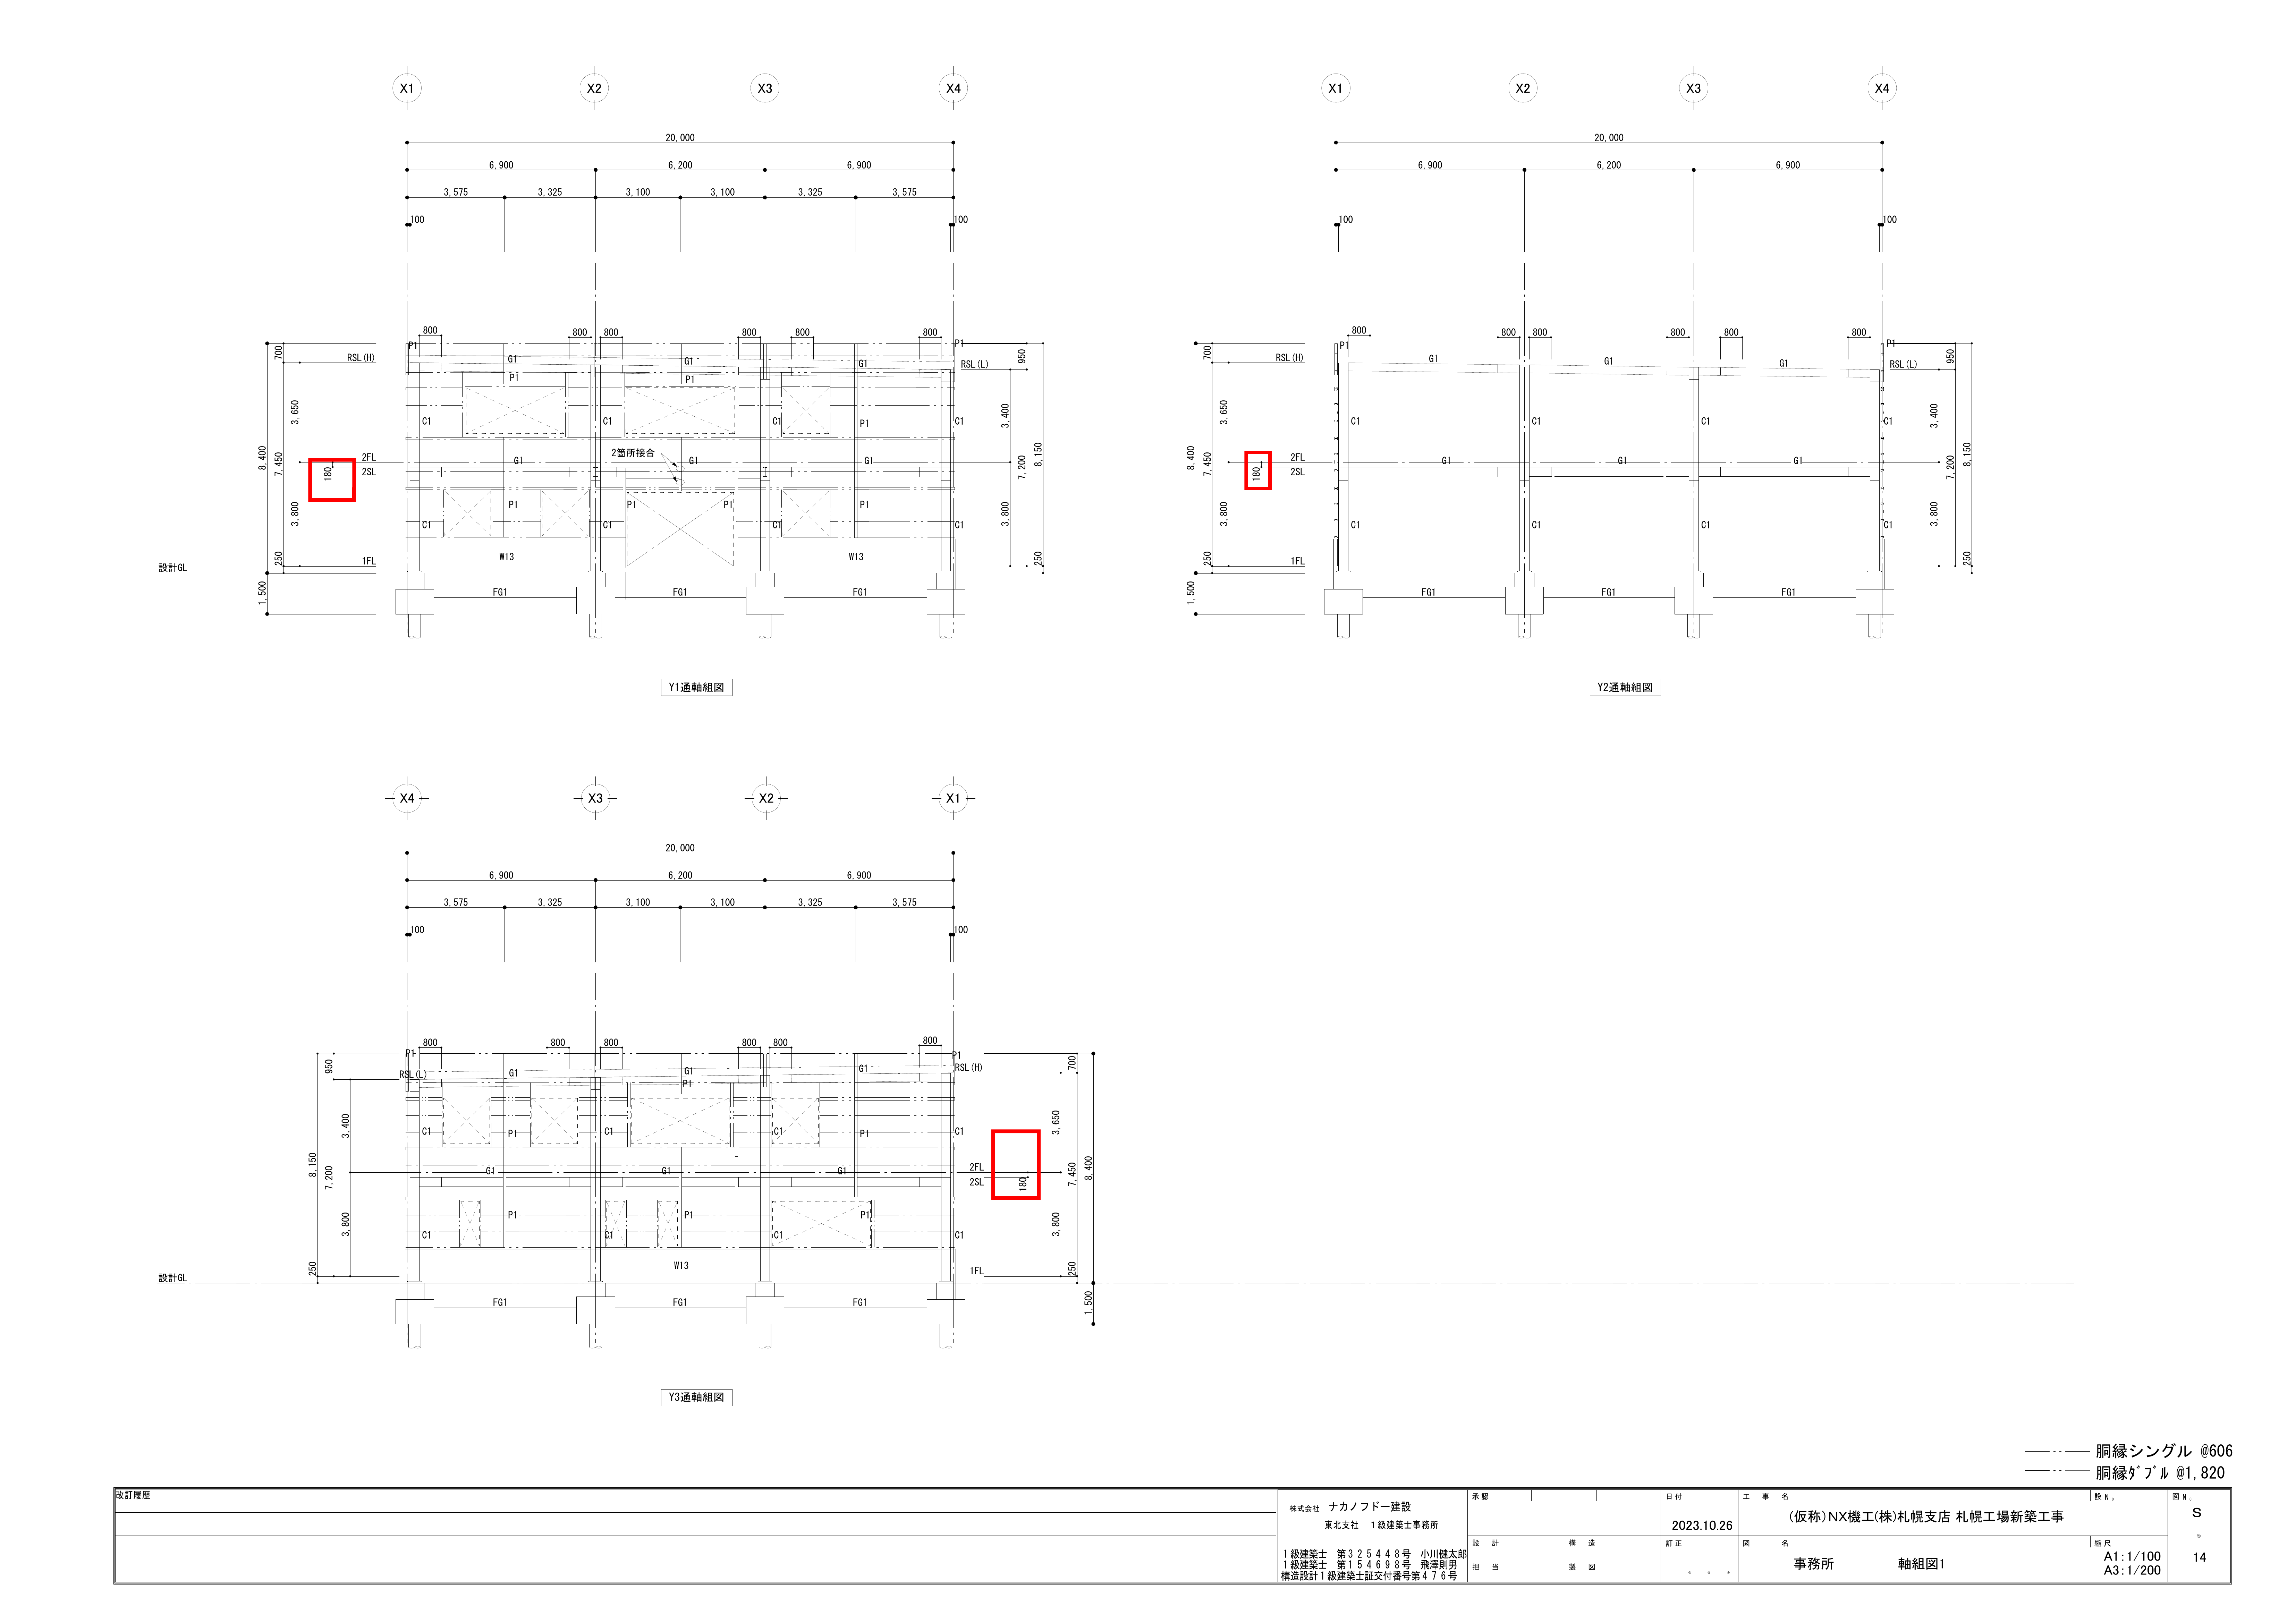 X1 X2 X3 X4
20,000
6,900 6,200 6,900
3,575 3,325 3,100 3,100 3,325 3,575
100 100
800 800 800 800 800 800
P1 P1
RSL(H) G1 G1 G1 RSL(L)
P1 P1
700 950
3,650 3,400
C1 C1 C1 P1 C1
2箇所接合
8,400 7,450 180 2FL G1 G1 G1 7,200 8,150
2SL
P1 P1 P1 P1
3,800 3,800
C1 C1 C1 C1
250 1FL W13 W13 250
設計GL
1,500 FG1 FG1 FG1
Y1通軸組図
X1 X2 X3 X4
20,000
6,900 6,200 6,900
100 100
800 800 800 800 800 800
P1 P1
RSL(H) G1 G1 G1 RSL(L)
700 950
3,650 3,400
C1 C1 C1 C1
8,400 7,450 180 2FL G1 G1 G1 7,200 8,150
2SL
3,800 3,800
C1 C1 C1 C1
250 1FL 250
1,500 FG1 FG1 FG1
Y2通軸組図
X4 X3 X2 X1
20,000
6,900 6,200 6,900
3,575 3,325 3,100 3,100 3,325 3,575
100 100
800 800 800 800 800 800
P1 P1
RSL(L) G1 G1 G1 RSL(H)
P1
950 700
3,400 3,650
C1 P1 C1 C1 P1 C1
8,150 7,200 G1 G1 G1 2FL 180 7,450 8,400
2SL
P1 P1 P1
3,800 3,800
C1 C1 C1 C1
250 W13 1FL 250
設計GL
FG1 FG1 FG1 1,500
Y3通軸組図
胴縁シングル @606
胴縁ダブル @1,820
改訂履歴
株式会社 ナカノフドー建設
東北支社 1級建築士事務所
1級建築士 第325448号 小川健太郎
1級建築士 第154698号 飛澤則男
構造設計1級建築士証交付番号第476号
承認
設計 構造
担当 製図
日付
2023.10.26
訂正
工事名
(仮称)NX機工(株)札幌支店 札幌工場新築工事
図名
事務所 軸組図1
設No.
縮尺
A1:1/100
A3:1/200
図No.
S
14